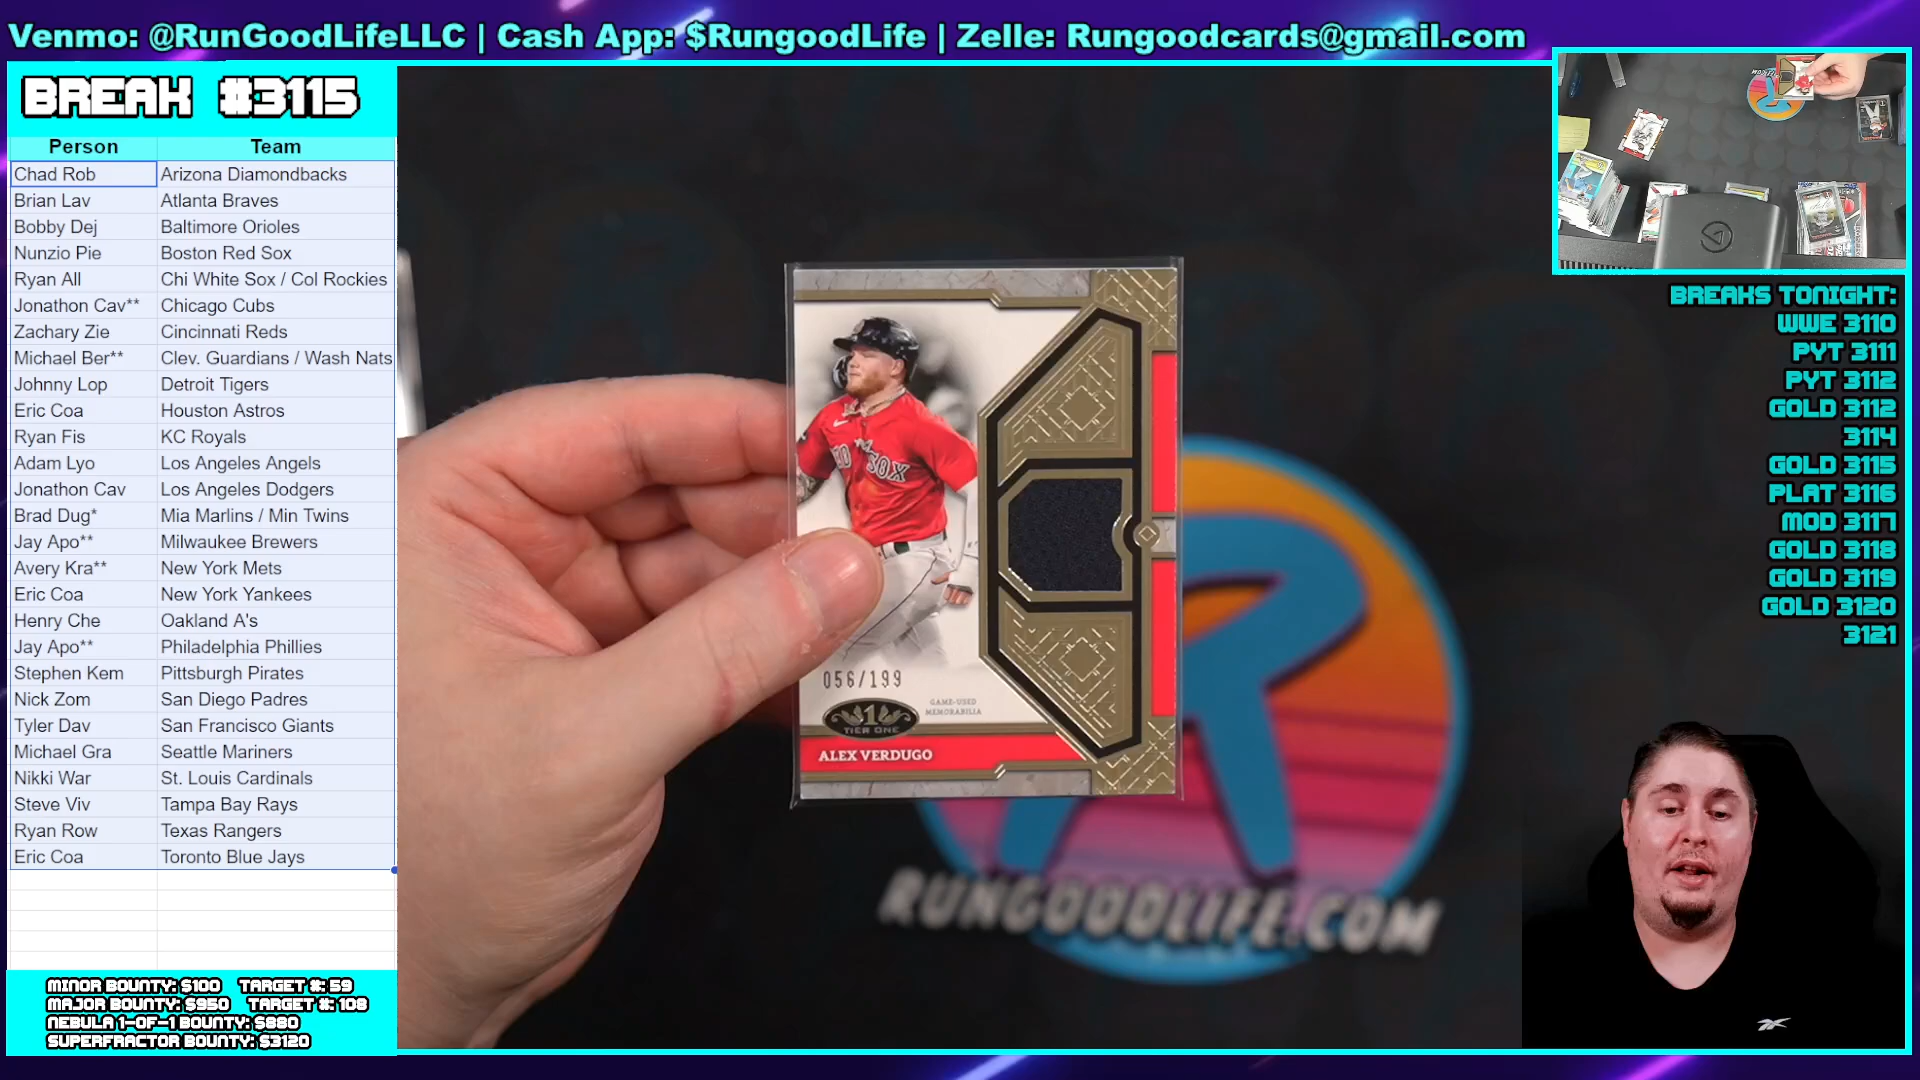 Venmo: @RunGoodLifeLLC | Cash App: $RungoodLife | Zelle: Rungoodcards@gmail.com
BREAK #3115
Person Team
Chad Rob Arizona Diamondbacks
Brian Lav Atlanta Braves
Bobby Dej Baltimore Orioles
Nunzio Pie Boston Red Sox
Ryan All Chi White Sox / Col Rockies
Jonathon Cav** Chicago Cubs
Zachary Zie Cincinnati Reds
Michael Ber** Clev. Guardians / Wash Nats
Johnny Lop Detroit Tigers
Eric Coa Houston Astros
Ryan Fis KC Royals
Adam Lyo Los Angeles Angels
Jonathon Cav Los Angeles Dodgers
Brad Dug* Mia Marlins / Min Twins
Jay Apo** Milwaukee Brewers
Avery Kra** New York Mets
Eric Coa New York Yankees
Henry Che Oakland A's
Jay Apo** Philadelphia Phillies
Stephen Kem Pittsburgh Pirates
Nick Zom San Diego Padres
Tyler Dav San Francisco Giants
Michael Gra Seattle Mariners
Nikki War St. Louis Cardinals
Steve Viv Tampa Bay Rays
Ryan Row Texas Rangers
Eric Coa Toronto Blue Jays
MINOR BOUNTY: $100 TARGET #: 59
MAJOR BOUNTY: $950 TARGET #: 108
NEBULA 1-OF-1 BOUNTY: $880
SUPERFRACTOR BOUNTY: $3120
SOX
056/199
GAME-USED
MEMORABILIA
1
TIER ONE
ALEX VERDUGO
RUNGOODLIFE.COM
BREAKS TONIGHT:
WWE 3110
PYT 3111
PYT 3112
GOLD 3112
3114
GOLD 3115
PLAT 3116
MOD 3117
GOLD 3118
GOLD 3119
GOLD 3120
3121